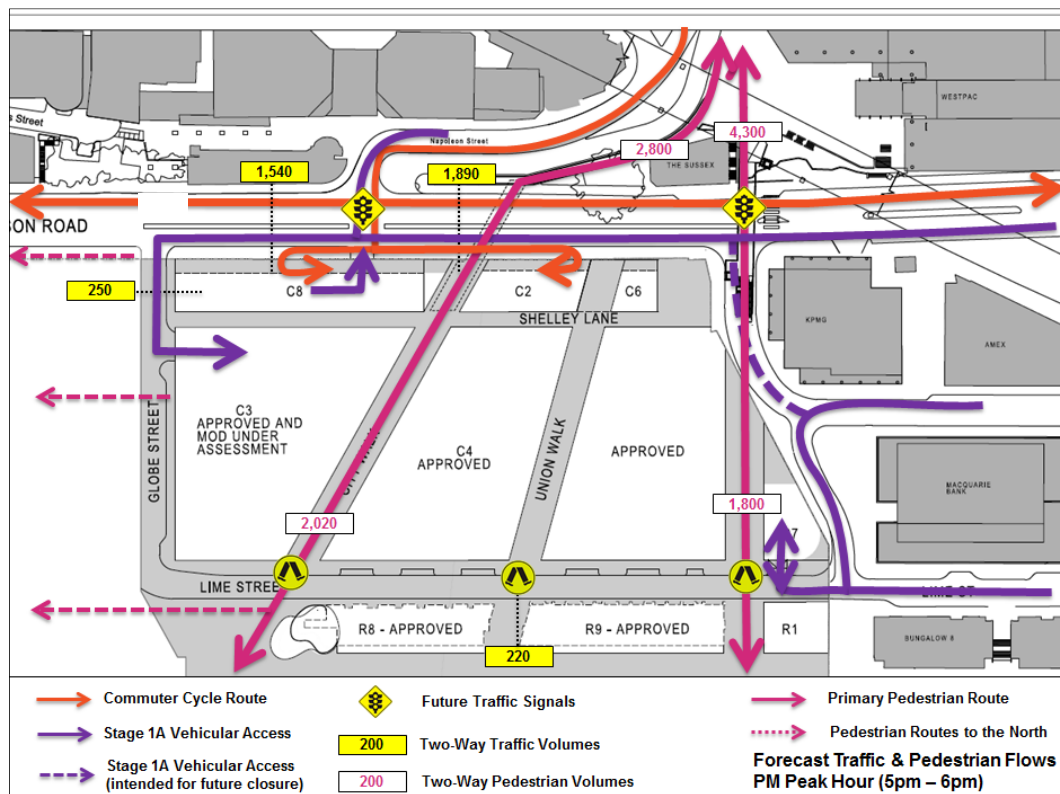 WESTPAC
s Street
Napoleon Street
4,300
2,800
THE SUSSEX
1,540
1,890
SON ROAD
250
C8
C2
C6
SHELLEY LANE
KPMG
AMEX
GLOBE STREET
C3
APPROVED AND
MOD UNDER
ASSESSMENT
CITY WALK
C4
APPROVED
UNION WALK
APPROVED
MACQUARIE
BANK
2,020
1,800
7
LIME STREET
LIME ST
R8 - APPROVED
R9 - APPROVED
R1
BUNGALOW 8
220
Commuter Cycle Route
Future Traffic Signals
Primary Pedestrian Route
Stage 1A Vehicular Access
200
Two-Way Traffic Volumes
Pedestrian Routes to the North
Stage 1A Vehicular Access
(intended for future closure)
200
Two-Way Pedestrian Volumes
Forecast Traffic & Pedestrian Flows
PM Peak Hour (5pm – 6pm)